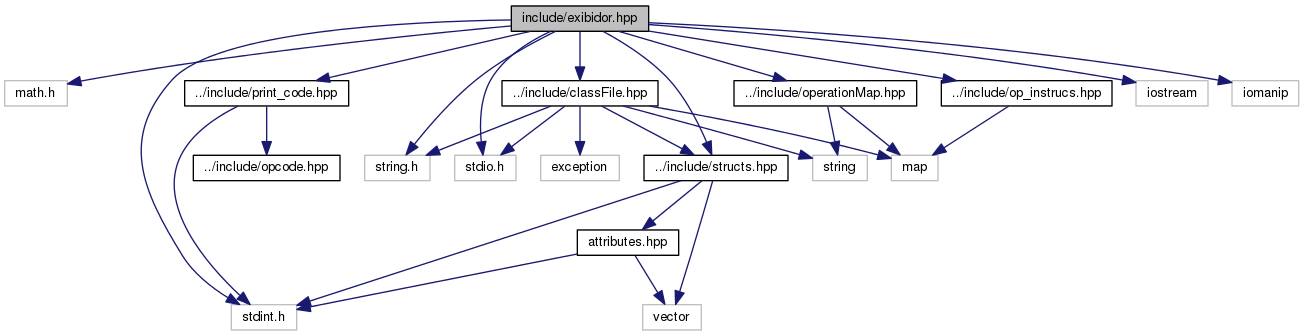 include/exibidor.hpp
math.h
../include/print_code.hpp
../include/classFile.hpp
../include/operationMap.hpp
../include/op_instrucs.hpp
iostream
iomanip
../include/opcode.hpp
string.h
stdio.h
exception
../include/structs.hpp
string
map
attributes.hpp
stdint.h
vector